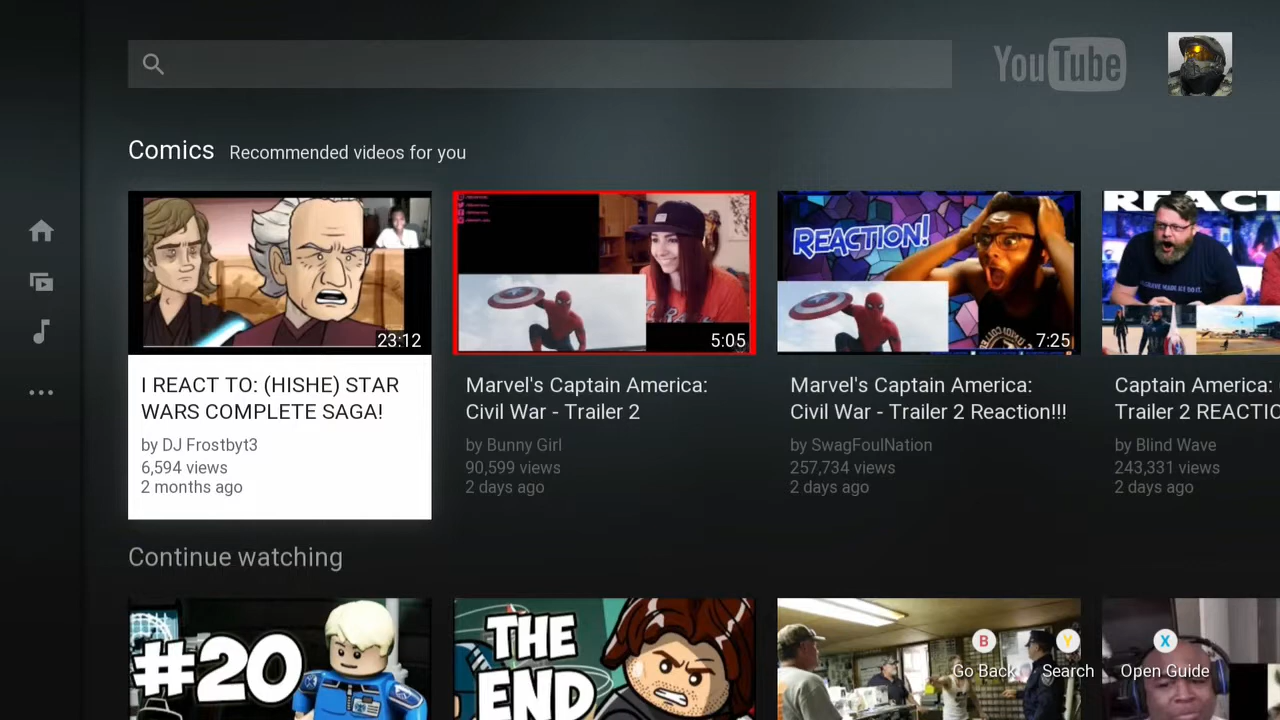 YouTube
Comics Recommended videos for you
REACTION!
REACT
23:12
5:05
7:25
I REACT TO: (HISHE) STAR
WARS COMPLETE SAGA!
by DJ Frostbyt3
6,594 views
2 months ago
Marvel's Captain America:
Civil War - Trailer 2
by Bunny Girl
90,599 views
2 days ago
Marvel's Captain America:
Civil War - Trailer 2 Reaction!!!
by SwagFoulNation
257,734 views
2 days ago
Captain America:
Trailer 2 REACTIO
by Blind Wave
243,331 views
2 days ago
Continue watching
#20
THE
END
B
Y
X
Go Back
Search
Open Guide